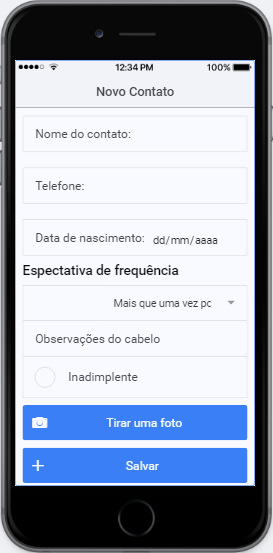 12:34 PM 100%
Novo Contato
Nome do contato:
Telefone:
Data de nascimento: dd/mm/aaaa
Espectativa de frequência
Mais que uma vez pc
Observações do cabelo
Inadimplente
Tirar uma foto
Salvar